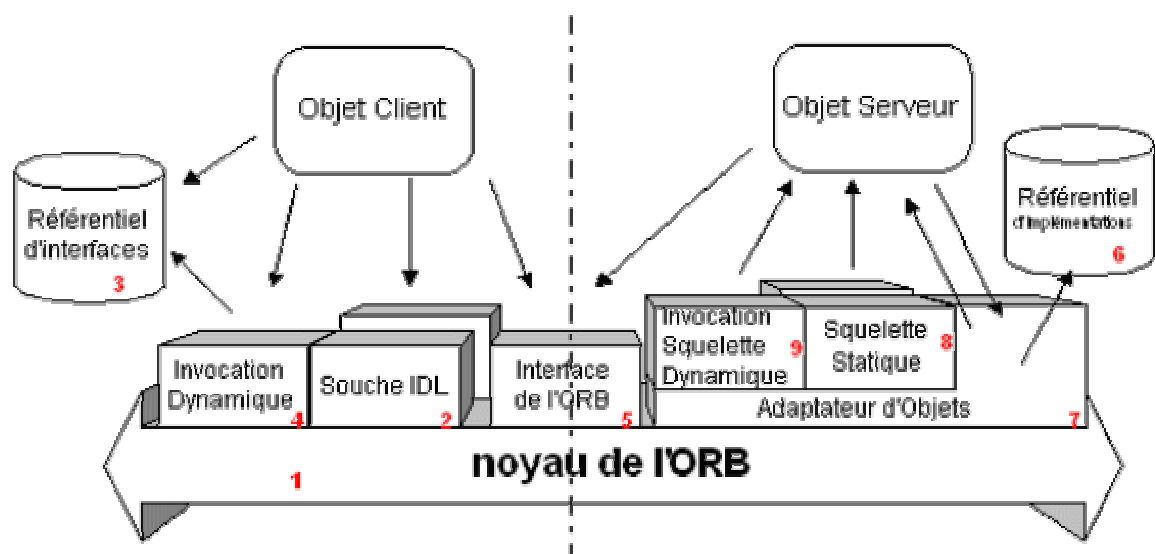 Objet Client
Objet Serveur
Référentiel
d'interfaces
3
Référentiel
d'Implémentations
6
Invocation
Dynamique
4
Souche IDL
2
Interface
de l'ORB
5
Invocation
Squelette
Dynamique
9
Squelette
Statique
8
Adaptateur d'Objets
7
noyau de l'ORB
1